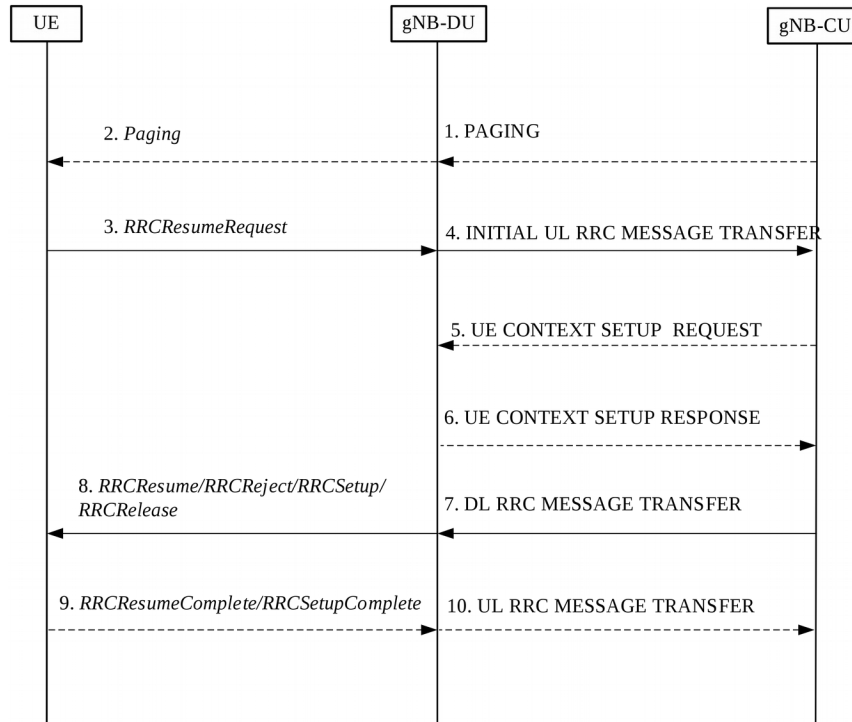 UE
gNB-DU
gNB-CU
2. Paging
1. PAGING
3. RRCResumeRequest
4. INITIAL UL RRC MESSAGE TRANSFER
5. UE CONTEXT SETUP  REQUEST
6. UE CONTEXT SETUP RESPONSE
8. RRCResume/RRCReject/RRCSetup/
RRCRelease
7. DL RRC MESSAGE TRANSFER
9. RRCResumeComplete/RRCSetupComplete
10. UL RRC MESSAGE TRANSFER